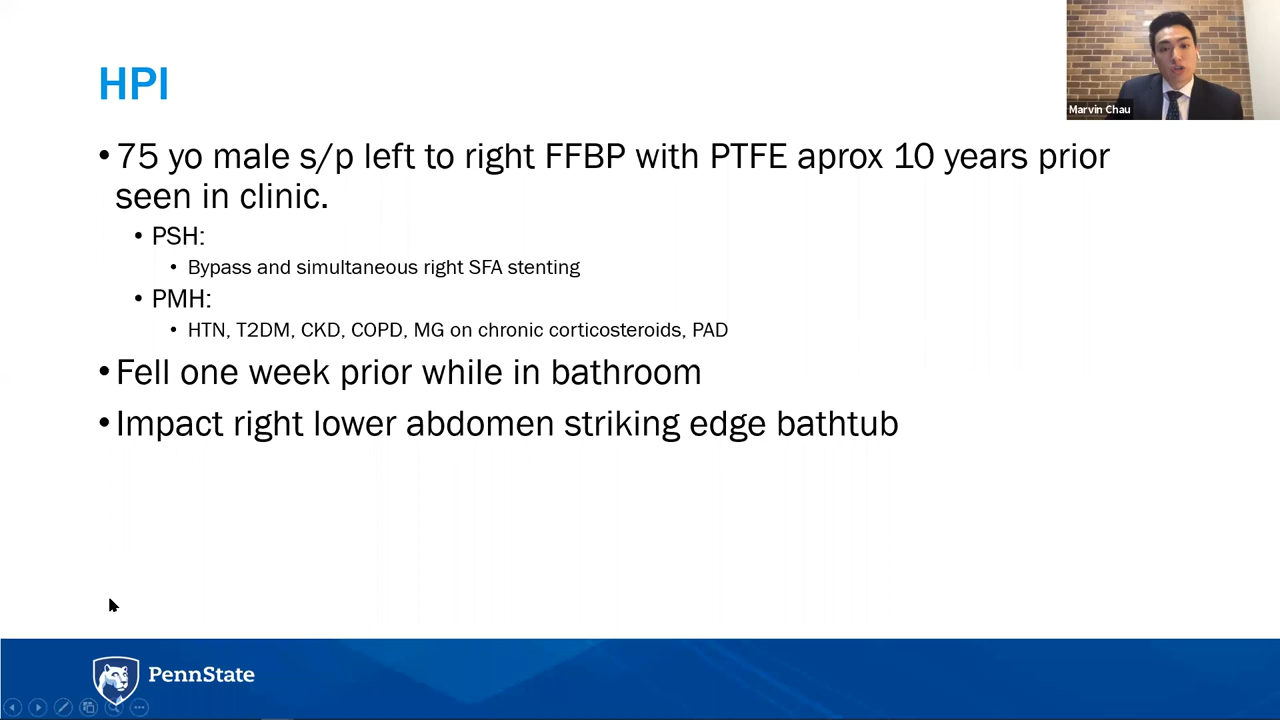 Marvin Chau
HPI
•75 yo male s/p left to right FFBP with PTFE aprox 10 years prior
seen in clinic.
• PSH:
• Bypass and simultaneous right SFA stenting
• PMH:
• HTN, T2DM, CKD, COPD, MG on chronic corticosteroids, PAD
•Fell one week prior while in bathroom
•Impact right lower abdomen striking edge bathtub
PennState